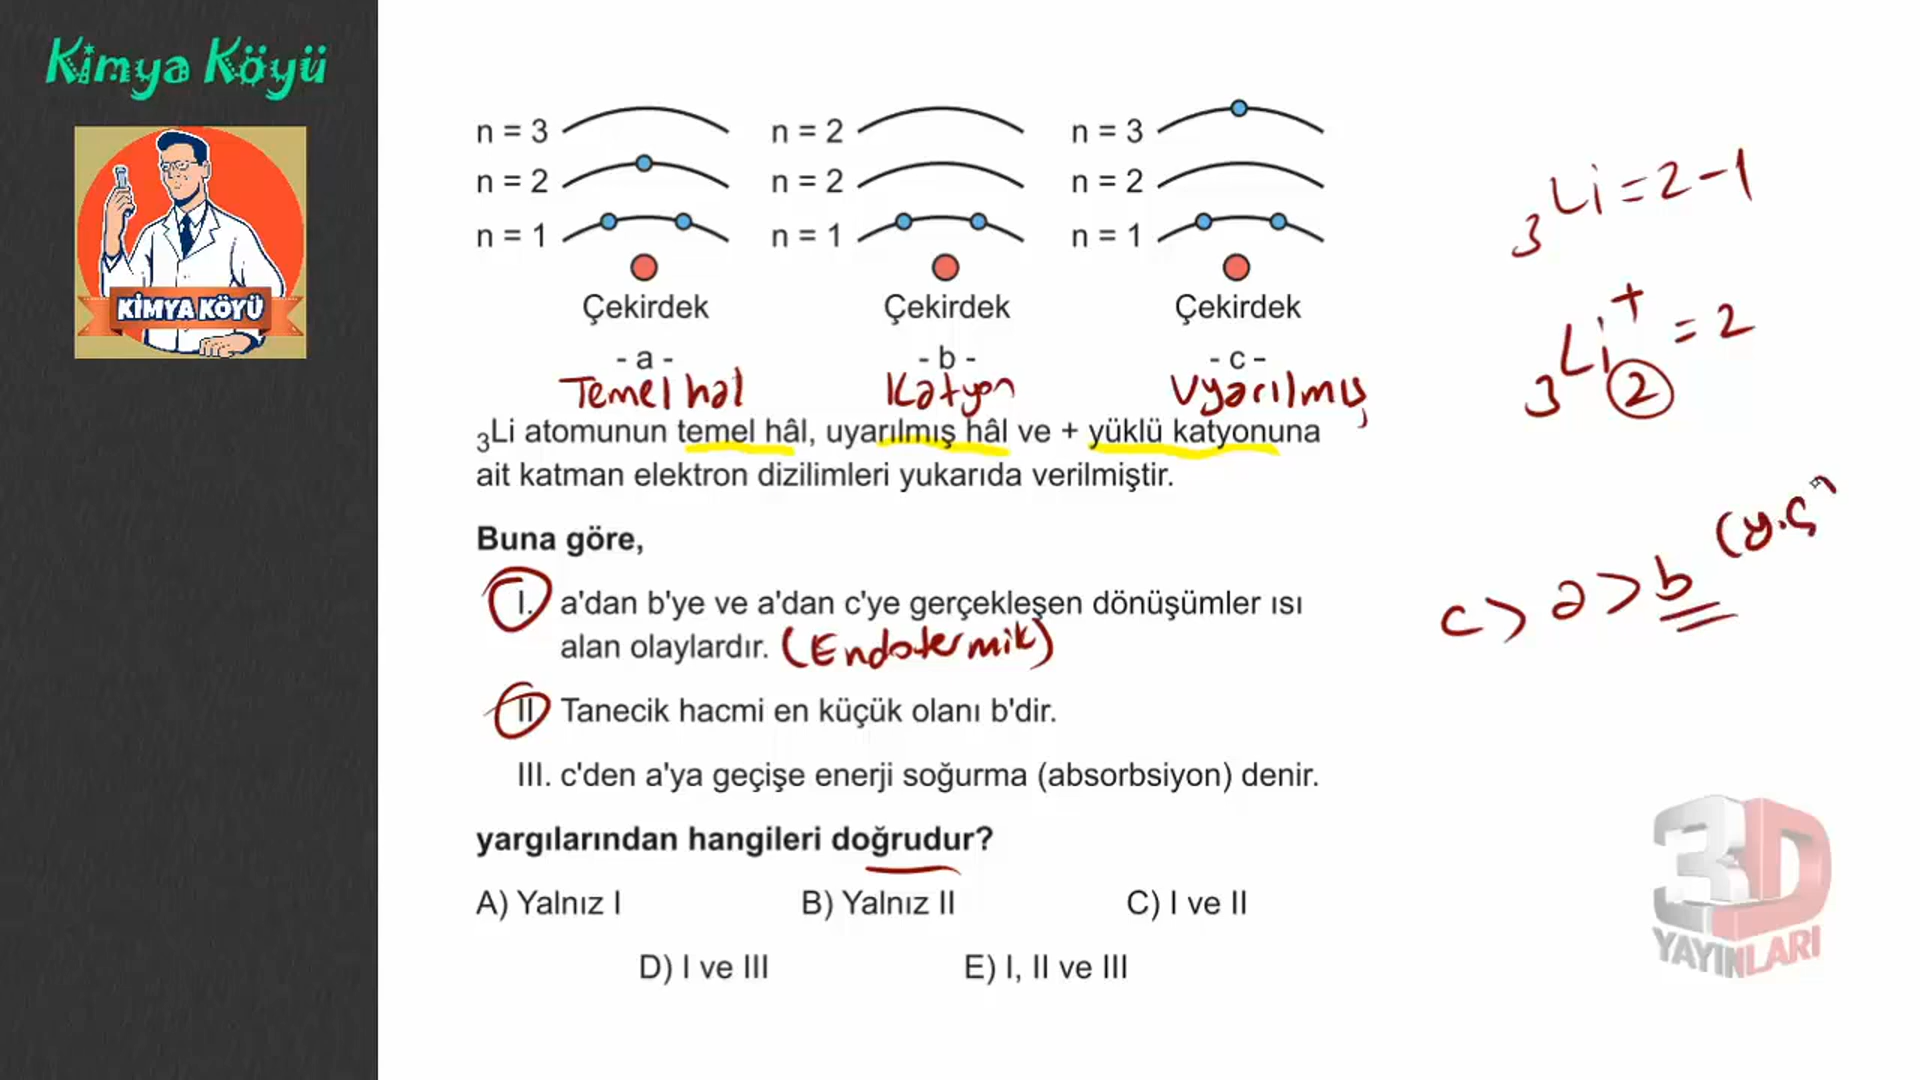 Kimya Köyü
KİMYA KÖYÜ
n = 3
n = 2
n = 1
Çekirdek
- a -
Temel hal
n = 2
n = 2
n = 1
Çekirdek
- b -
Katyon
n = 3
n = 2
n = 1
Çekirdek
- c -
Uyarılmış
₃Li atomunun temel hâl, uyarılmış hâl ve + yüklü katyonuna
ait katman elektron dizilimleri yukarıda verilmiştir.
Buna göre,
I. a'dan b'ye ve a'dan c'ye gerçekleşen dönüşümler ısı
alan olaylardır. (Endotermik)
II Tanecik hacmi en küçük olanı b'dir.
III. c'den a'ya geçişe enerji soğurma (absorbsiyon) denir.
yargılarından hangileri doğrudur?
A) Yalnız I B) Yalnız II C) I ve II
D) I ve III E) I, II ve III
₃Li = 2-1
₃Li⁺ = 2
2
c > a > b (y.ç
3D
YAYINLARI